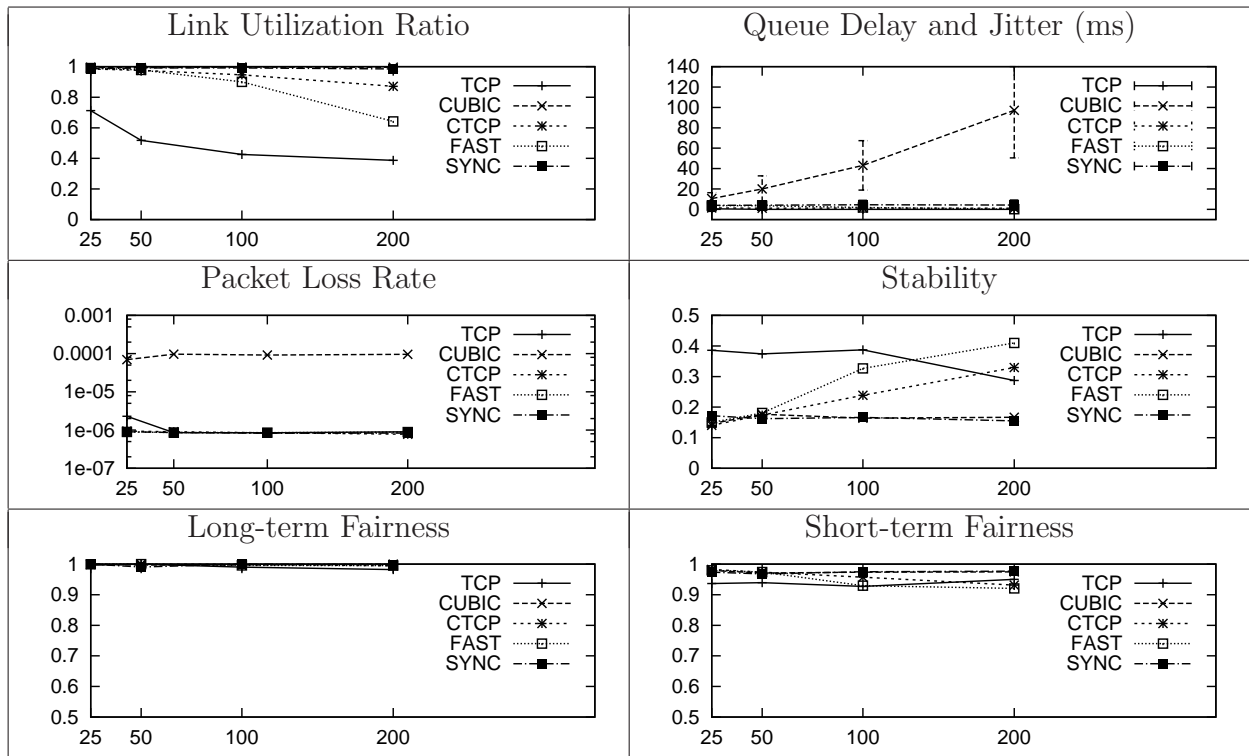 Link Utilization Ratio
1
0.8
0.6
0.4
0.2
0
25 50 100 200
TCP
CUBIC
CTCP
FAST
SYNC
Queue Delay and Jitter (ms)
140
120
100
80
60
40
20
0
25 50 100 200
TCP
CUBIC
CTCP
FAST
SYNC
Packet Loss Rate
0.001
0.0001
1e-05
1e-06
1e-07
25 50 100 200
TCP
CUBIC
CTCP
FAST
SYNC
Stability
0.5
0.4
0.3
0.2
0.1
0
25 50 100 200
TCP
CUBIC
CTCP
FAST
SYNC
Long-term Fairness
1
0.9
0.8
0.7
0.6
0.5
25 50 100 200
TCP
CUBIC
CTCP
FAST
SYNC
Short-term Fairness
1
0.9
0.8
0.7
0.6
0.5
25 50 100 200
TCP
CUBIC
CTCP
FAST
SYNC